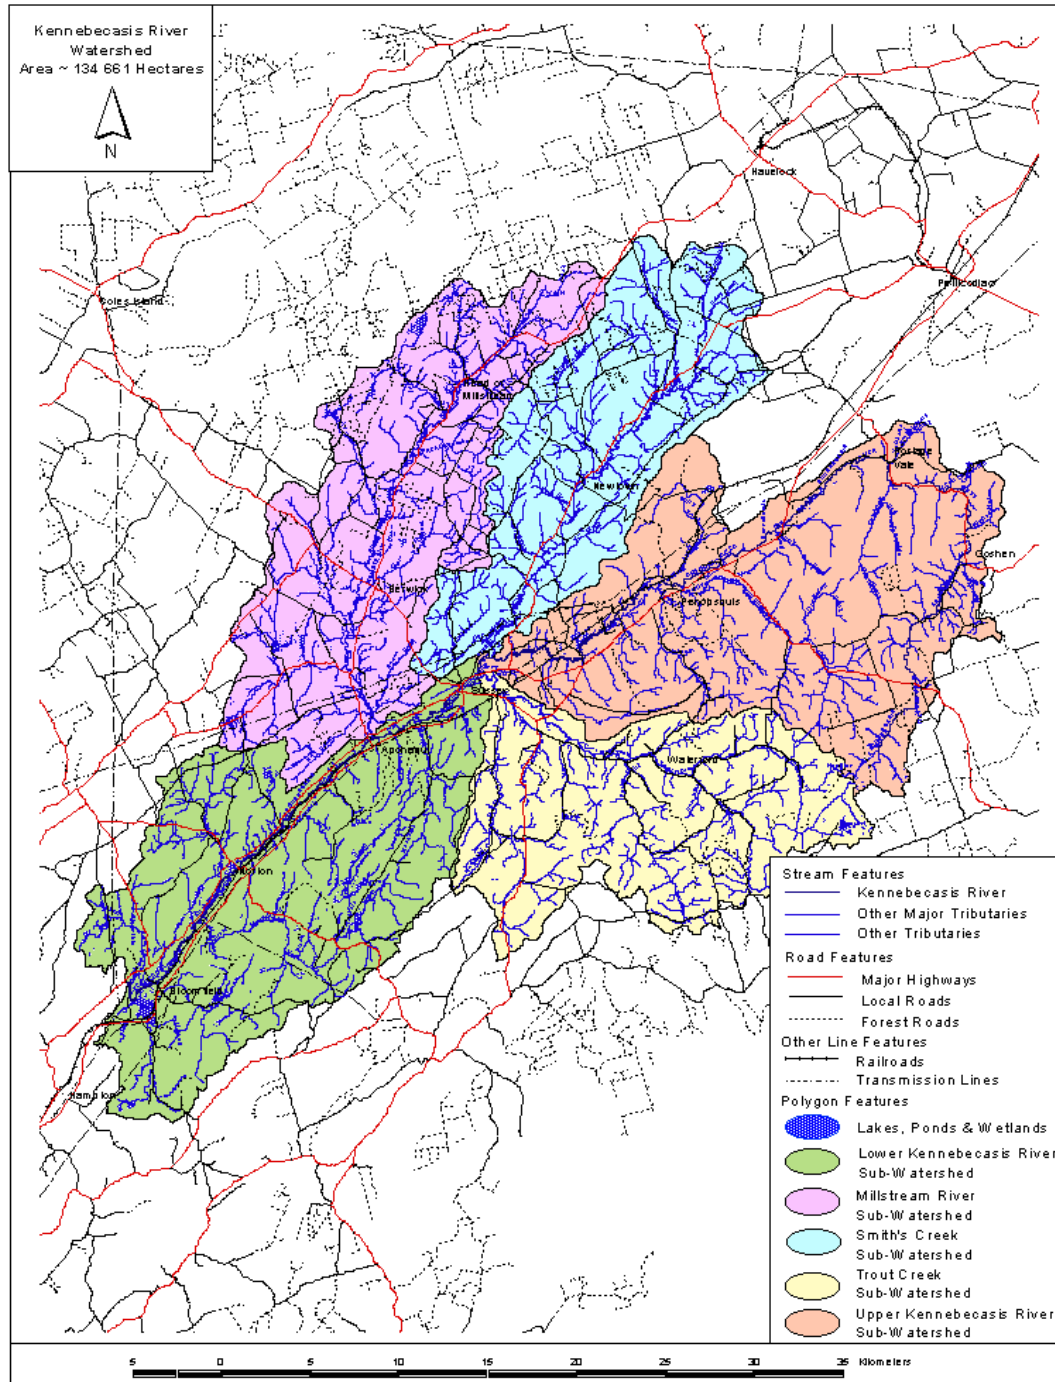 Kennebecasis River
Watershed
Area ~ 134 661 Hectares
N
Havelock
Coles Island
Head of
Millstream
Newtown
Vale
Goshen
Berwick
Penobsquis
Sussex
Apohaqui
Waterford
Norton
Bloomfield
Hampton
Stream Features
Kennebecasis River
Other Major Tributaries
Other Tributaries
Road Features
Major Highways
Local Roads
Forest Roads
Other Line Features
Railroads
Transmission Lines
Polygon Features
Lakes, Ponds & Wetlands
Lower Kennebecasis River
Sub-Watershed
Millstream River
Sub-Watershed
Smith's Creek
Sub-Watershed
Trout Creek
Sub-Watershed
Upper Kennebecasis River
Sub-Watershed
5 0 5 10 15 20 25 30 35 Kilometers